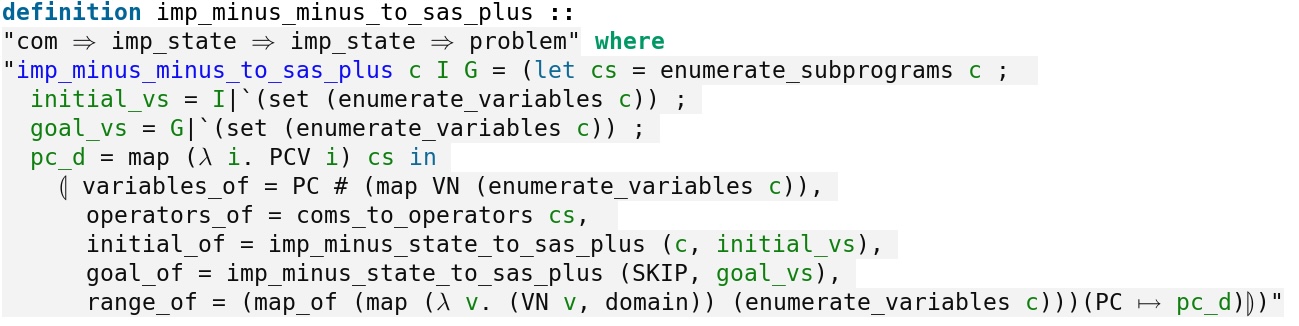 definition imp_minus_minus_to_sas_plus ::
"com ⇒ imp_state ⇒ imp_state ⇒ problem" where
"imp_minus_minus_to_sas_plus c I G = (let cs = enumerate_subprograms c ;
initial_vs = I|`(set (enumerate_variables c)) ;
goal_vs = G|`(set (enumerate_variables c)) ;
pc_d = map (λ i. PCV i) cs in
⦇ variables_of = PC # (map VN (enumerate_variables c)),
operators_of = coms_to_operators cs,
initial_of = imp_minus_state_to_sas_plus (c, initial_vs),
goal_of = imp_minus_state_to_sas_plus (SKIP, goal_vs),
range_of = (map_of (map (λ v. (VN v, domain)) (enumerate_variables c)))(PC ↦ pc_d)⦈)"